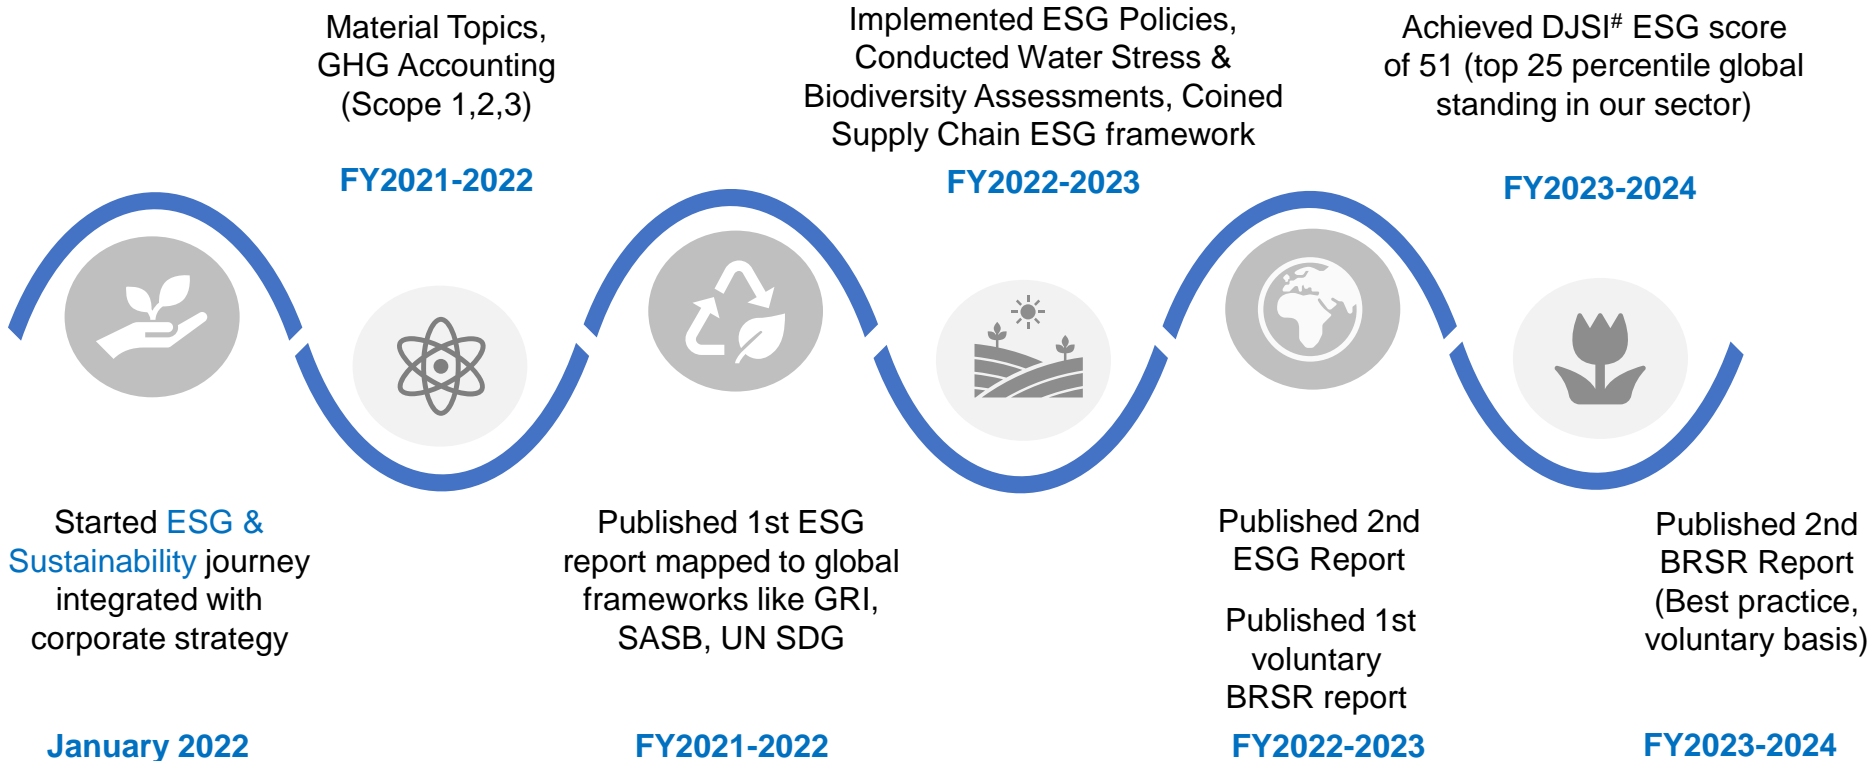 Material Topics,
GHG Accounting
(Scope 1,2,3)
FY2021-2022
Implemented ESG Policies,
Conducted Water Stress &
Biodiversity Assessments, Coined
Supply Chain ESG framework
FY2022-2023
Achieved DJSI# ESG score
of 51 (top 25 percentile global
standing in our sector)
FY2023-2024
Started ESG &
Sustainability journey
integrated with
corporate strategy
January 2022
Published 1st ESG
report mapped to global
frameworks like GRI,
SASB, UN SDG
FY2021-2022
Published 2nd
ESG Report
Published 1st
voluntary
BRSR report
FY2022-2023
Published 2nd
BRSR Report
(Best practice,
voluntary basis)
FY2023-2024